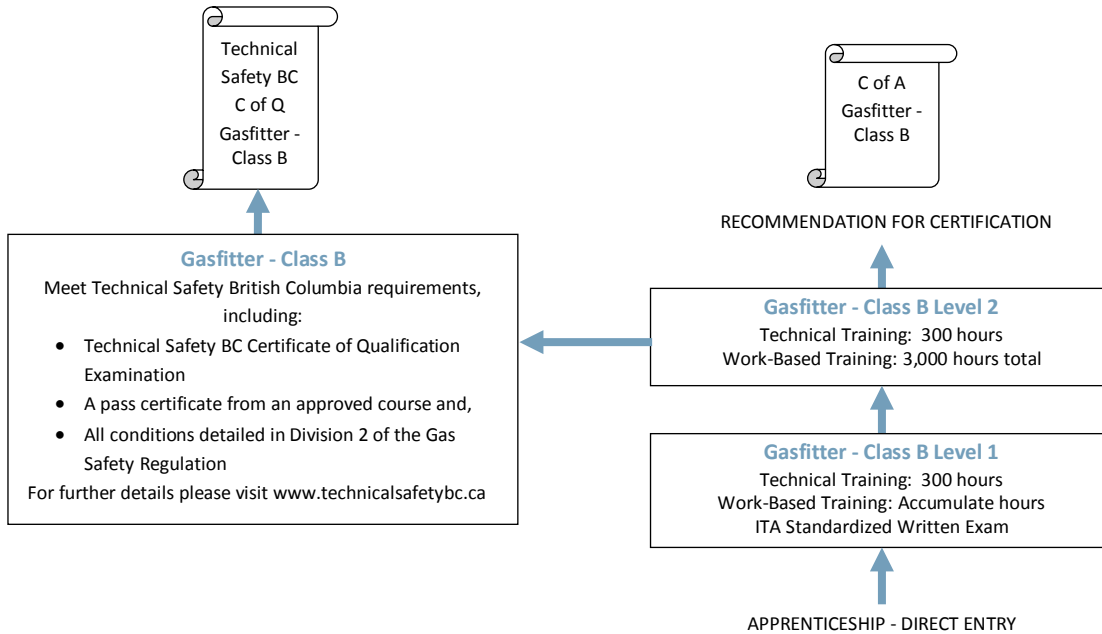 Technical
Safety BC
C of Q
Gasfitter -
Class B
C of A
Gasfitter -
Class B
RECOMMENDATION FOR CERTIFICATION
Gasfitter - Class B
Meet Technical Safety British Columbia requirements,
including:
• Technical Safety BC Certificate of Qualification
Examination
• A pass certificate from an approved course and,
• All conditions detailed in Division 2 of the Gas
Safety Regulation
For further details please visit www.technicalsafetybc.ca
Gasfitter - Class B Level 2
Technical Training: 300 hours
Work-Based Training: 3,000 hours total
Gasfitter - Class B Level 1
Technical Training: 300 hours
Work-Based Training: Accumulate hours
ITA Standardized Written Exam
APPRENTICESHIP - DIRECT ENTRY